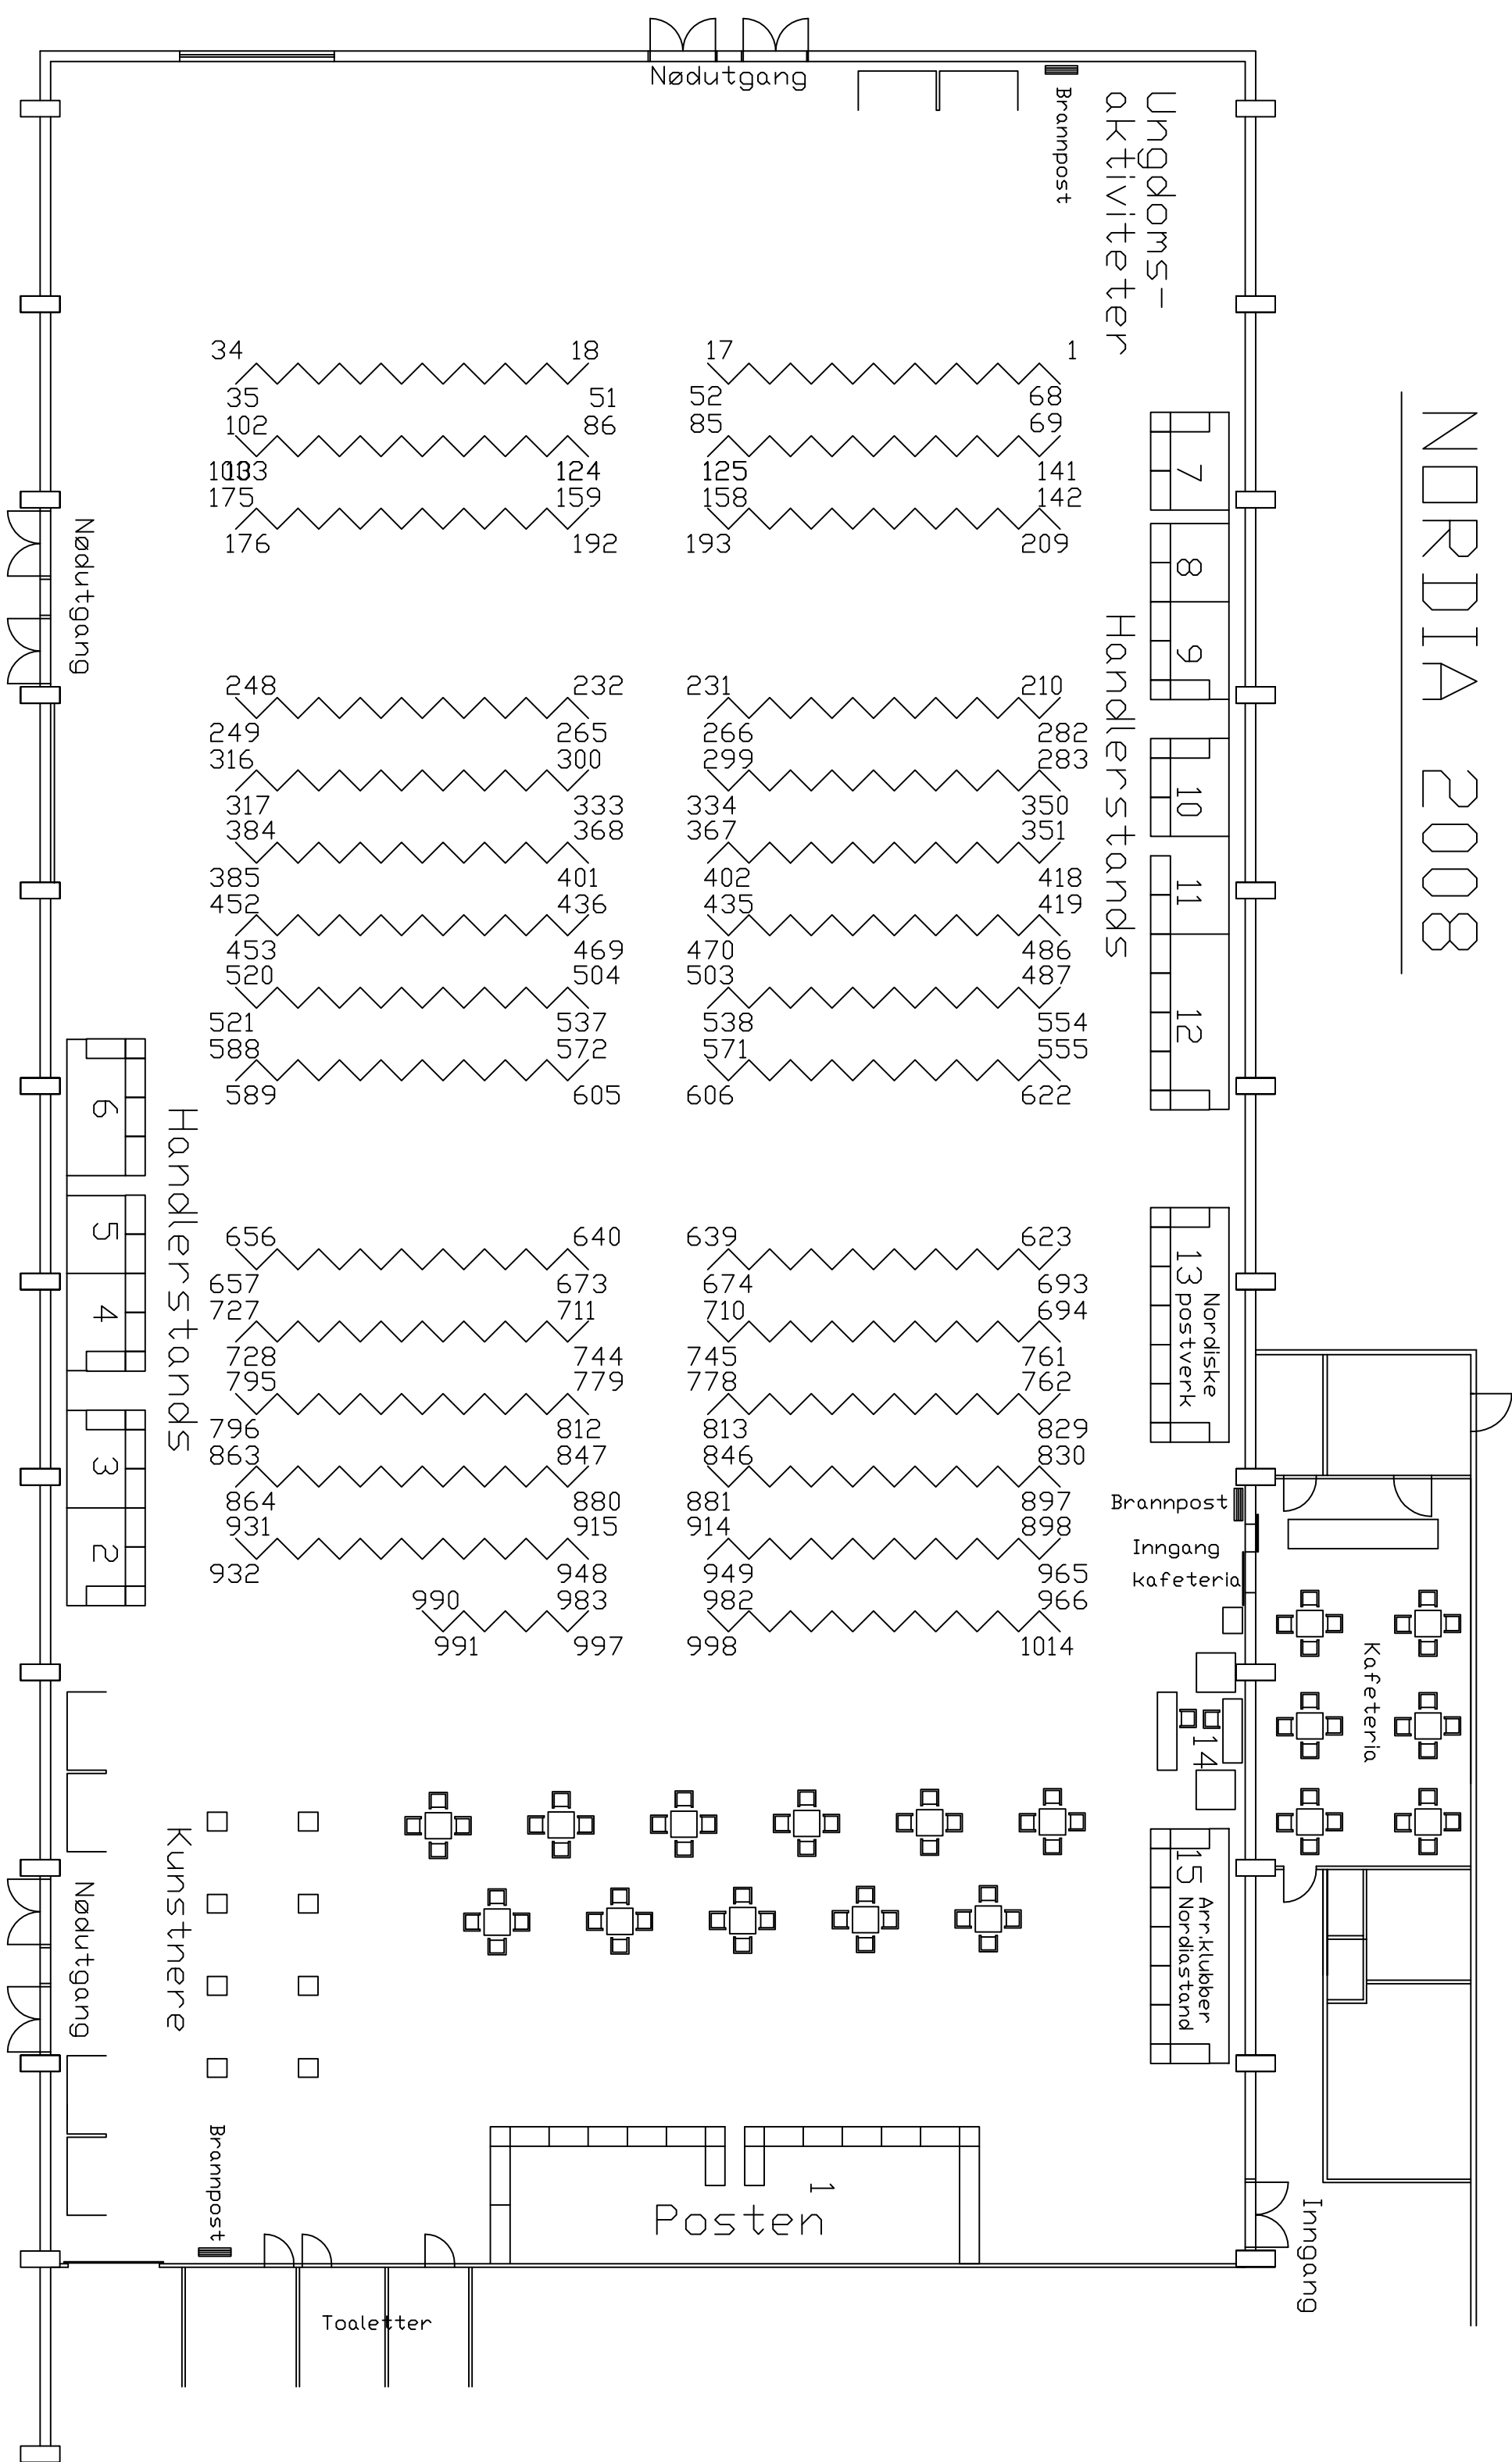 NORDIA 2008
Nødutgang
Brannpost
Ungdoms-
aktiviteter
34 18 17 1
35 51 52 68
102 86 85 69
133 124 125 141
175 159 158 142
176 192 193 209
7
8
9
10
11
12
Handlerstands
Nødutgang
248 232 231 210
249 265 266 282
316 300 299 283
317 333 334 350
384 368 367 351
385 401 402 418
452 436 435 419
453 469 470 486
520 504 503 487
521 537 538 554
588 572 571 555
589 605 606 622
6
5
4
3
2
Handlerstands
656 640 639 623
657 673 674 693
727 711 710 694
728 744 745 761
795 779 778 762
796 812 813 829
863 847 846 830
864 880 881 897
931 915 914 898
932 948 949 965
990 983 982 966
991 997 998 1014
13 Nordiske
postverk
Brannpost
Inngang
kafeteria
Kafeteria
14
15 Arr.klubber
Nordiastand
Kunstnere
Nødutgang
Brannpost
1
Posten
Inngang
Toaletter